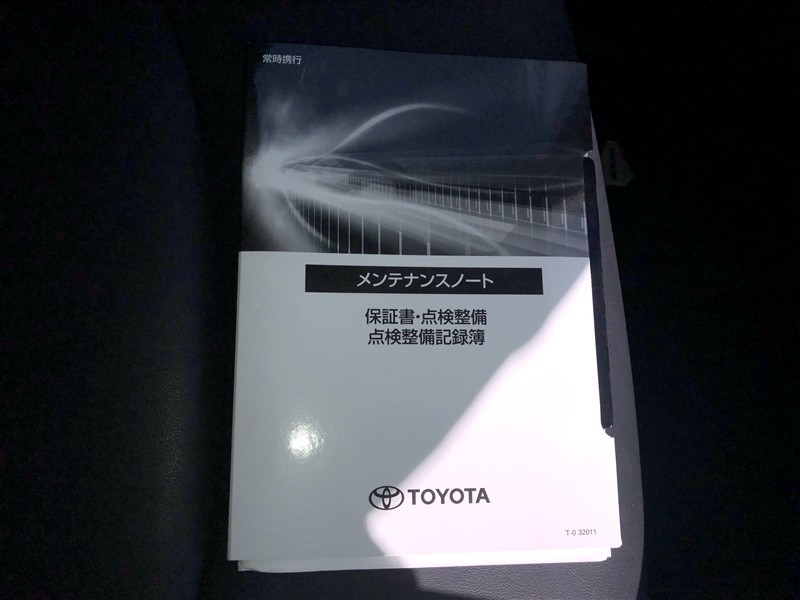 常時携行
メンテナンスノート
保証書・点検整備
点検整備記録簿
TOYOTA
T-0 32011